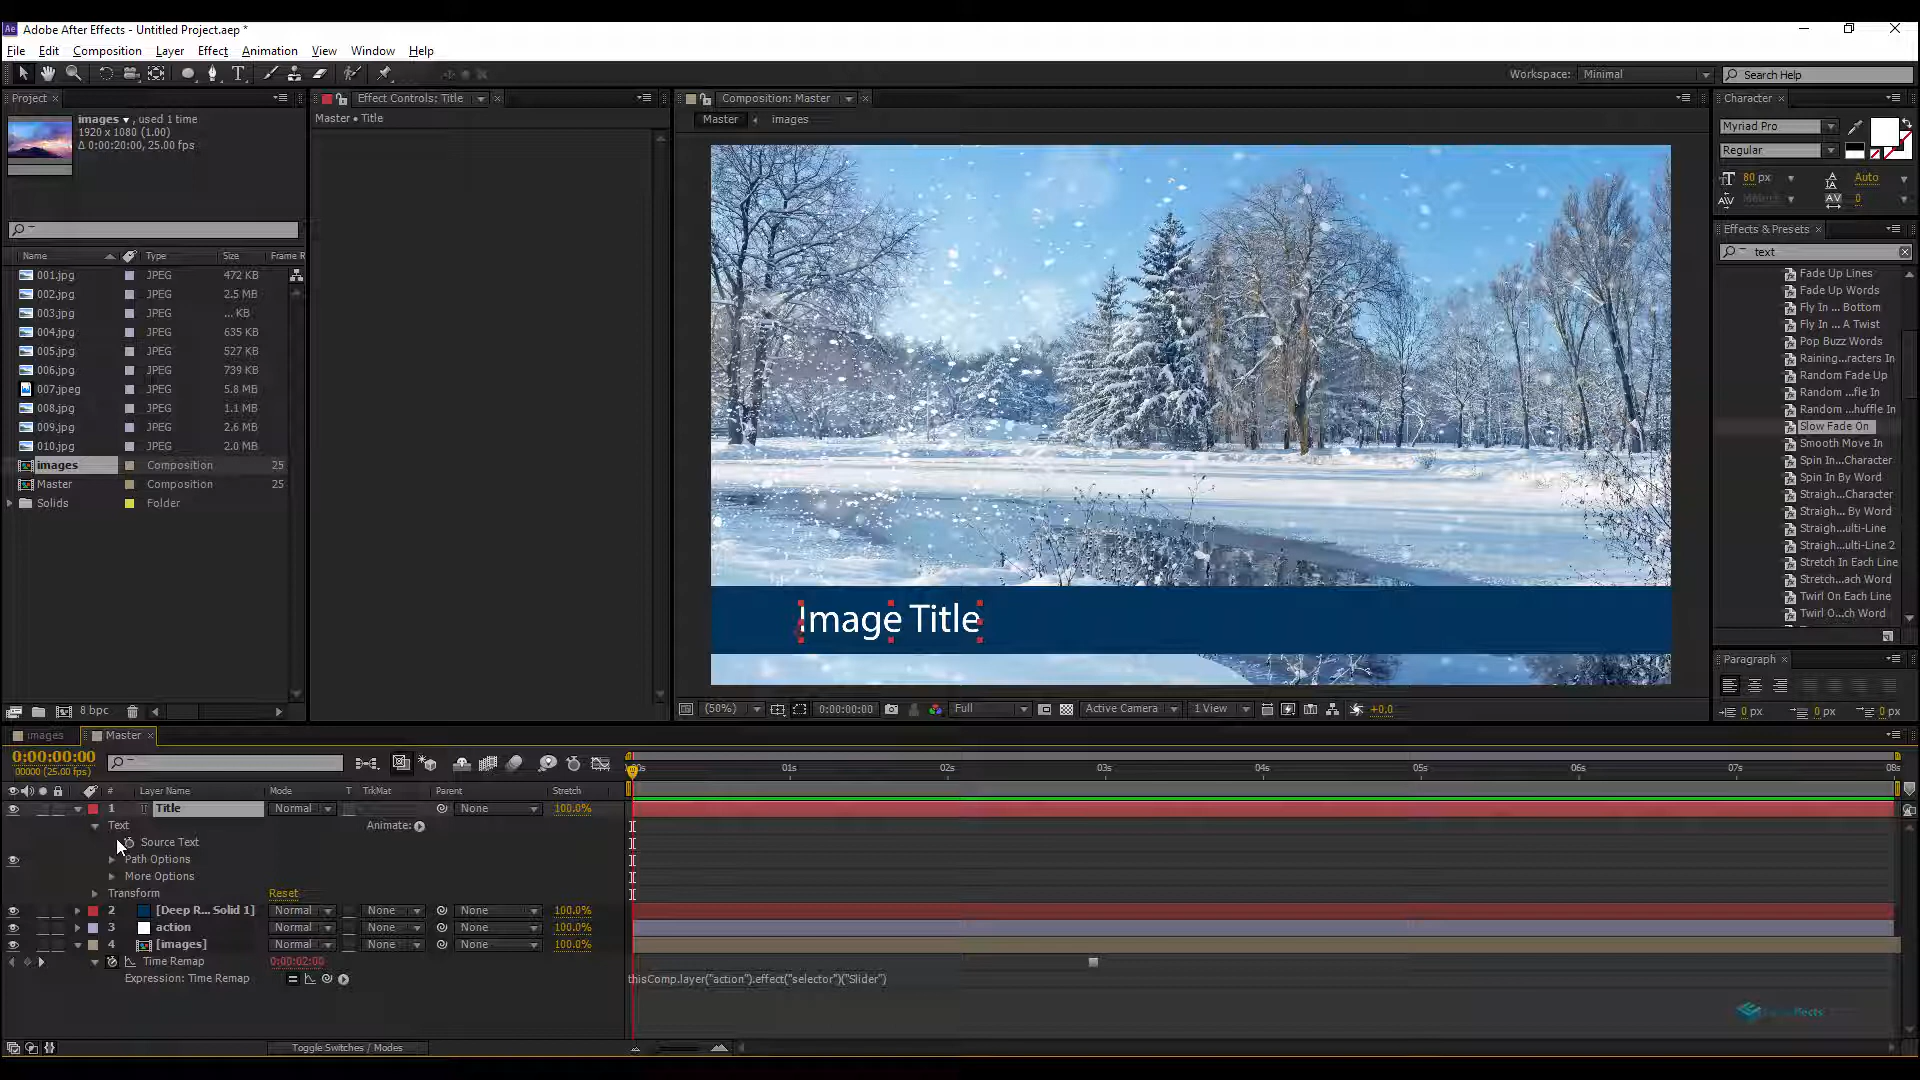 Adobe After Effects - Untitled Project.aep *
File Edit Composition Layer Effect Animation View Window Help
Workspace: Minimal Search Help
Project
images , used 1 time
1920 x 1080 (1.00)
Δ 0:00:20:00, 25.00 fps
Name Type Size Frame R
001.jpg JPEG 472 KB
002.jpg JPEG 2.5 MB
003.jpg JPEG ... KB
004.jpg JPEG 635 KB
005.jpg JPEG 527 KB
006.jpg JPEG 739 KB
007.jpeg JPEG 5.8 MB
008.jpg JPEG 1.1 MB
009.jpg JPEG 2.6 MB
010.jpg JPEG 2.0 MB
images Composition 25
Master Composition 25
Solids Folder
8 bpc
Effect Controls: Title
Master • Title
Composition: Master
Master images
Image Title
(50%) 0:00:00:00 Full Active Camera 1 View +0.0
Character
Myriad Pro
Regular
80 px Auto
Metrics 0
Effects & Presets
text
Fade Up Lines
Fade Up Words
Fly In ... Bottom
Fly In ... A Twist
Pop Buzz Words
Raining...racters In
Random Fade Up
Random ...fle In
Random ...huffle In
Slow Fade On
Smooth Move In
Spin In...Character
Spin In By Word
Straigh...Character
Straigh... By Word
Straigh...ulti-Line
Straigh...ulti-Line 2
Stretch In Each Line
Stretch...ach Word
Twirl On Each Line
Twirl O...ch Word
Paragraph
0 px 0 px 0 px
images Master
0:00:00:00
00000 (25.00 fps)
# Layer Name Mode T TrkMat Parent Stretch
01s 02s 03s 04s 05s 06s 07s 08s
1 Title Normal None 100.0%
Text Animate:
Source Text
Path Options
More Options
Transform Reset
2 [Deep R... Solid 1] Normal None None 100.0%
3 action Normal None None 100.0%
4 [images] Normal None None 100.0%
Time Remap 0:00:02:00
Expression: Time Remap thisComp.layer("action").effect("selector")("Slider")
Toggle Switches / Modes